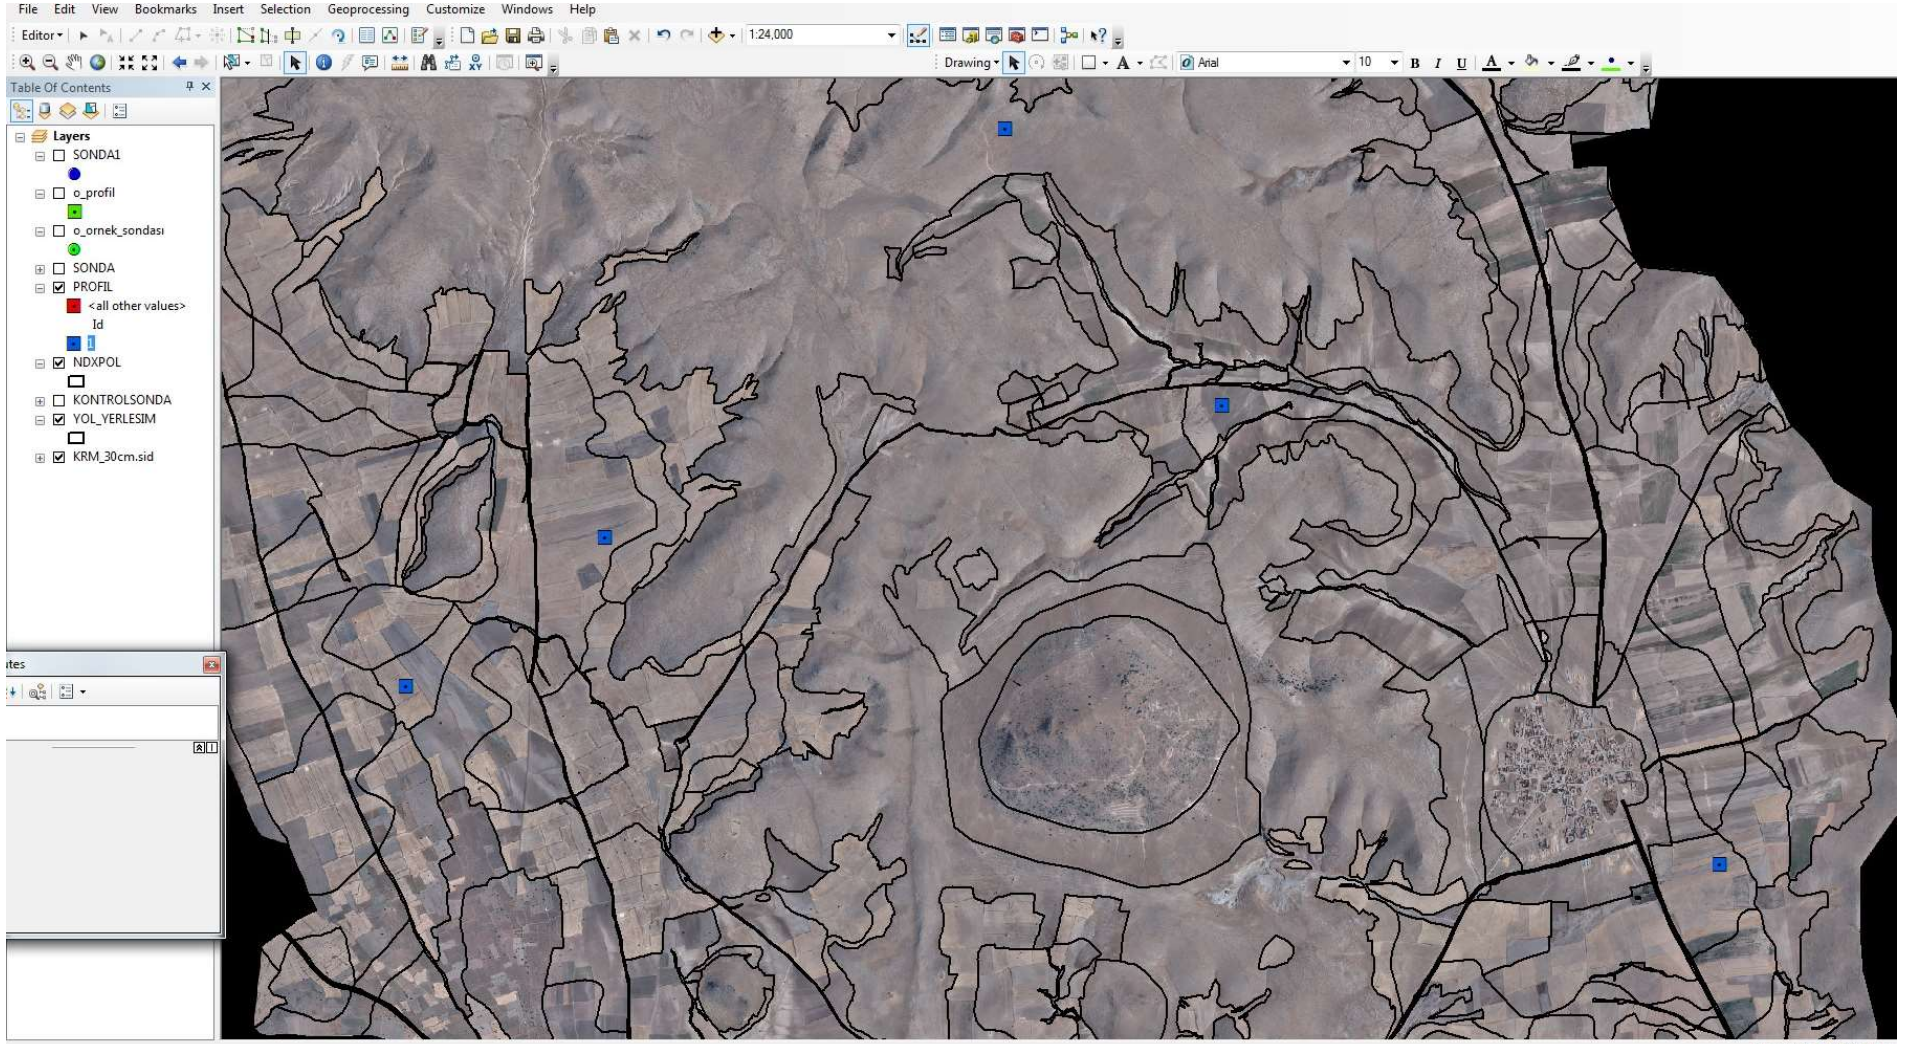 File Edit View Bookmarks Insert Selection Geoprocessing Customize Windows Help
Editor 1:24,000
Drawing A Arial 10 B I U A
Table Of Contents
Layers
SONDA1
o_profil
o_ornek_sondası
SONDA
PROFIL
<all other values>
Id
1
NDXPOL
KONTROLSONDA
YOL_YERLESIM
KRM_30cm.sid
utes